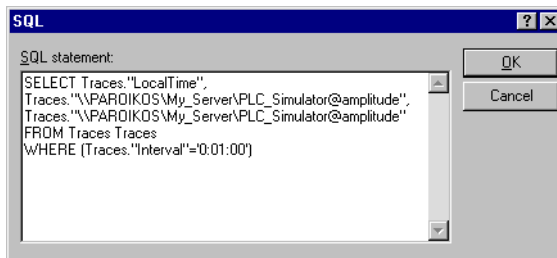 SQL
SQL statement:
OK
SELECT Traces."LocalTime",
Traces."\\PAROIKOS\My_Server\PLC_Simulator@amplitude",
Cancel
Traces."\\PAROIKOS\My_Server\PLC_Simulator@amplitude"
FROM Traces Traces
WHERE (Traces."Interval"='0:01:00')